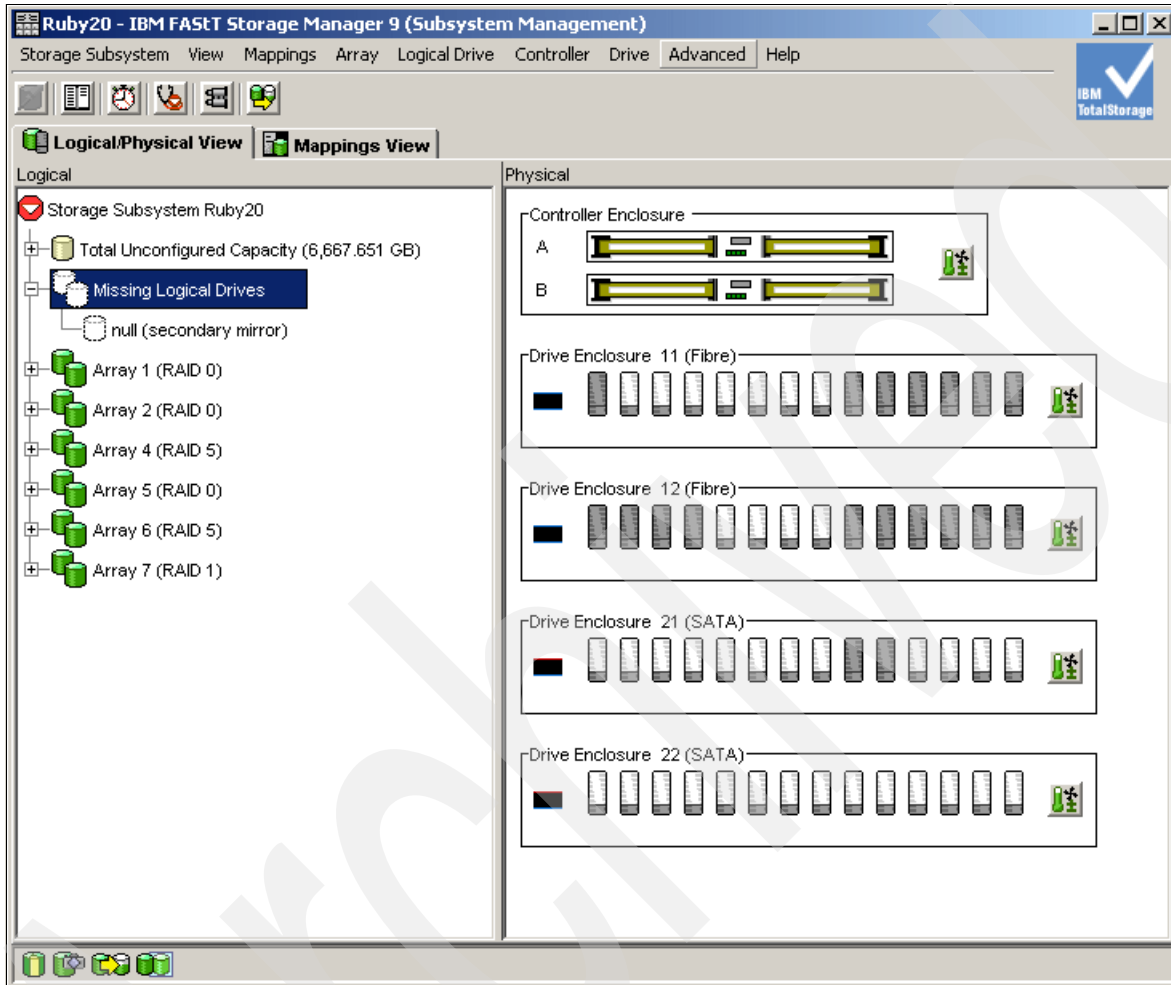 Ruby20 - IBM FAStT Storage Manager 9 (Subsystem Management)
Storage Subsystem View Mappings Array Logical Drive Controller Drive Advanced Help
IBM
TotalStorage
Logical/Physical View Mappings View
Logical
Storage Subsystem Ruby20
Total Unconfigured Capacity (6,667.651 GB)
Missing Logical Drives
null (secondary mirror)
Array 1 (RAID 0)
Array 2 (RAID 0)
Array 4 (RAID 5)
Array 5 (RAID 0)
Array 6 (RAID 5)
Array 7 (RAID 1)
Physical
Controller Enclosure
A
B
Drive Enclosure 11 (Fibre)
Drive Enclosure 12 (Fibre)
Drive Enclosure 21 (SATA)
Drive Enclosure 22 (SATA)